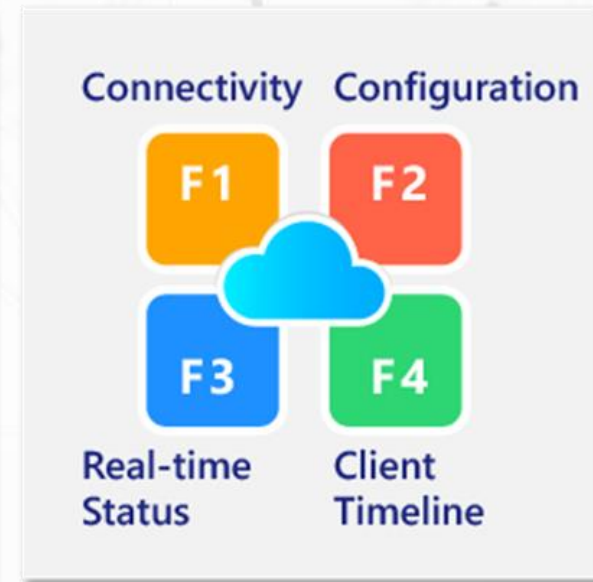 Connectivity Configuration
F1 F2
F3 F4
Real-time Client
Status Timeline